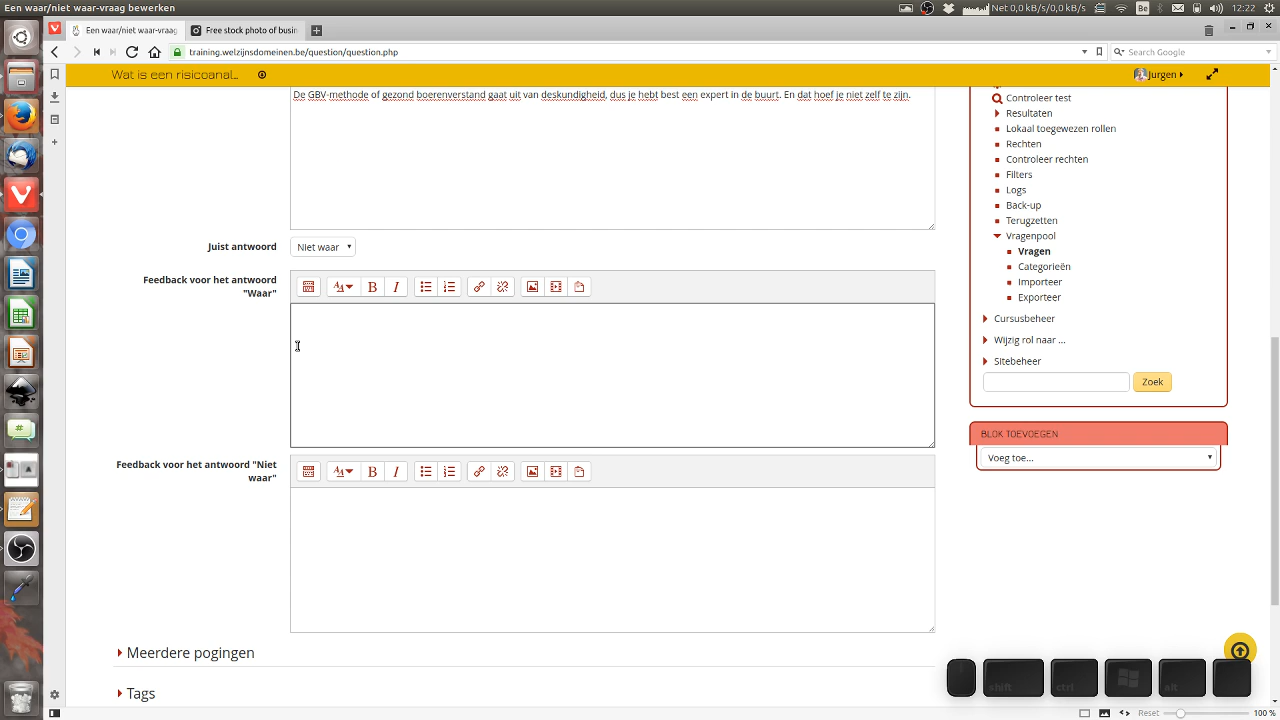 Een waar/niet waar-vraag bewerken
Net 0,0 kB/s/0,0 kB/s
Be
12:22
Een waar/niet waar-vraag
Free stock photo of busin
training.welzijnsdomeinen.be/question/question.php
Search Google
Wat is een risicoanal...
Jurgen
De GBV-methode of gezond boerenverstand gaat uit van deskundigheid, dus je hebt best een expert in de buurt. En dat hoef je niet zelf te zijn.
Juist antwoord
Niet waar
Feedback voor het antwoord
"Waar"
Feedback voor het antwoord "Niet
waar"
Meerdere pogingen
Tags
Controleer test
Resultaten
Lokaal toegewezen rollen
Rechten
Controleer rechten
Filters
Logs
Back-up
Terugzetten
Vragenpool
Vragen
Categorieën
Importeer
Exporteer
Cursusbeheer
Wijzig rol naar ...
Sitebeheer
Zoek
BLOK TOEVOEGEN
Voeg toe...
shift
ctrl
alt
Reset
100 %